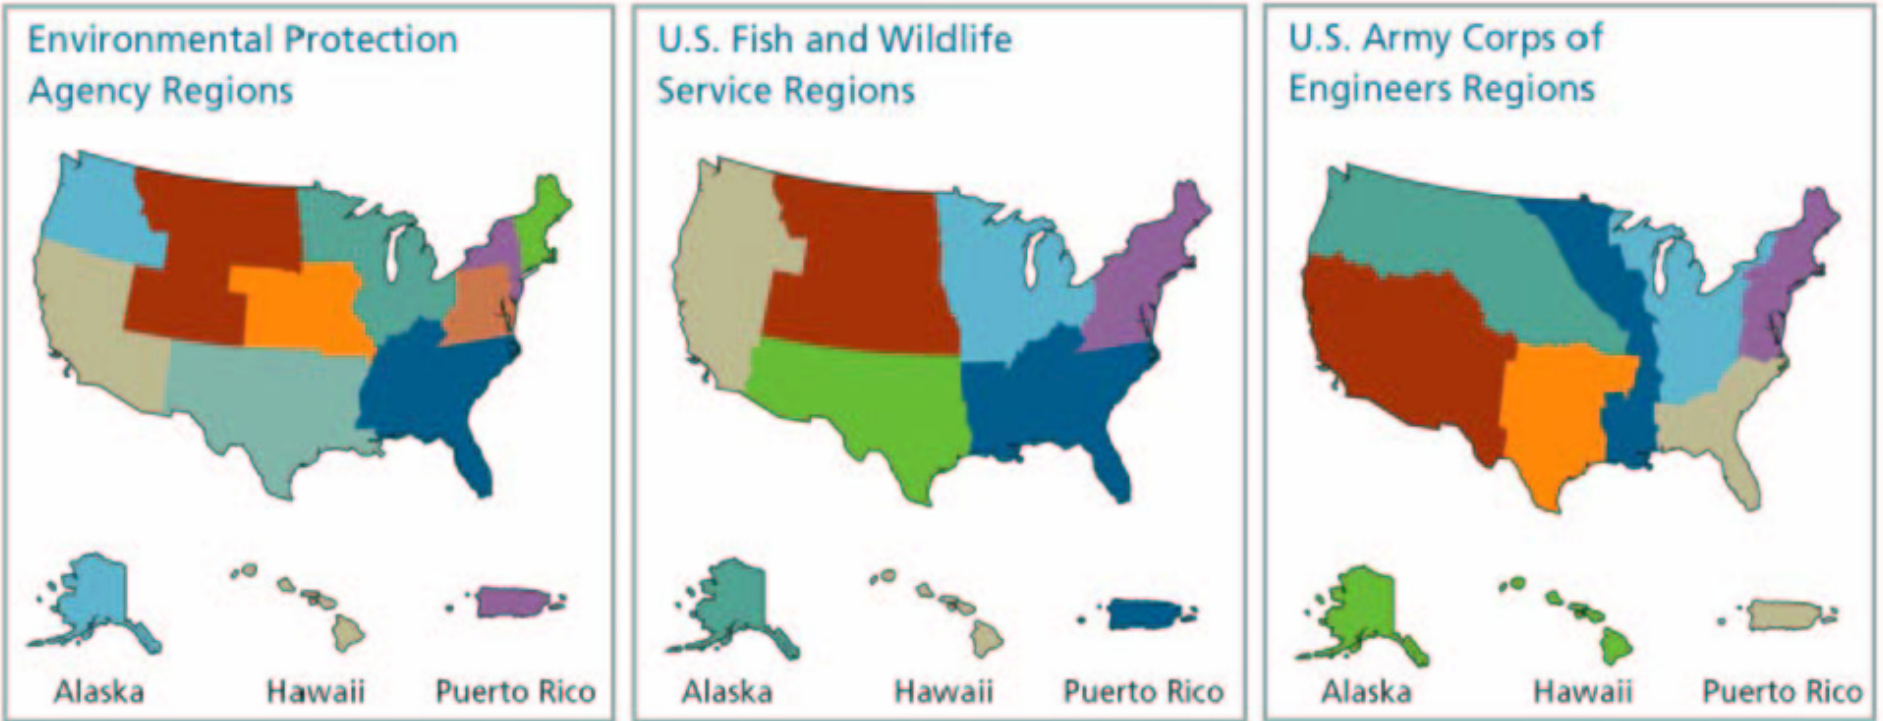 Environmental Protection
Agency Regions
Alaska
Hawaii
Puerto Rico
U.S. Fish and Wildlife
Service Regions
Alaska
Hawaii
Puerto Rico
U.S. Army Corps of
Engineers Regions
Alaska
Hawaii
Puerto Rico